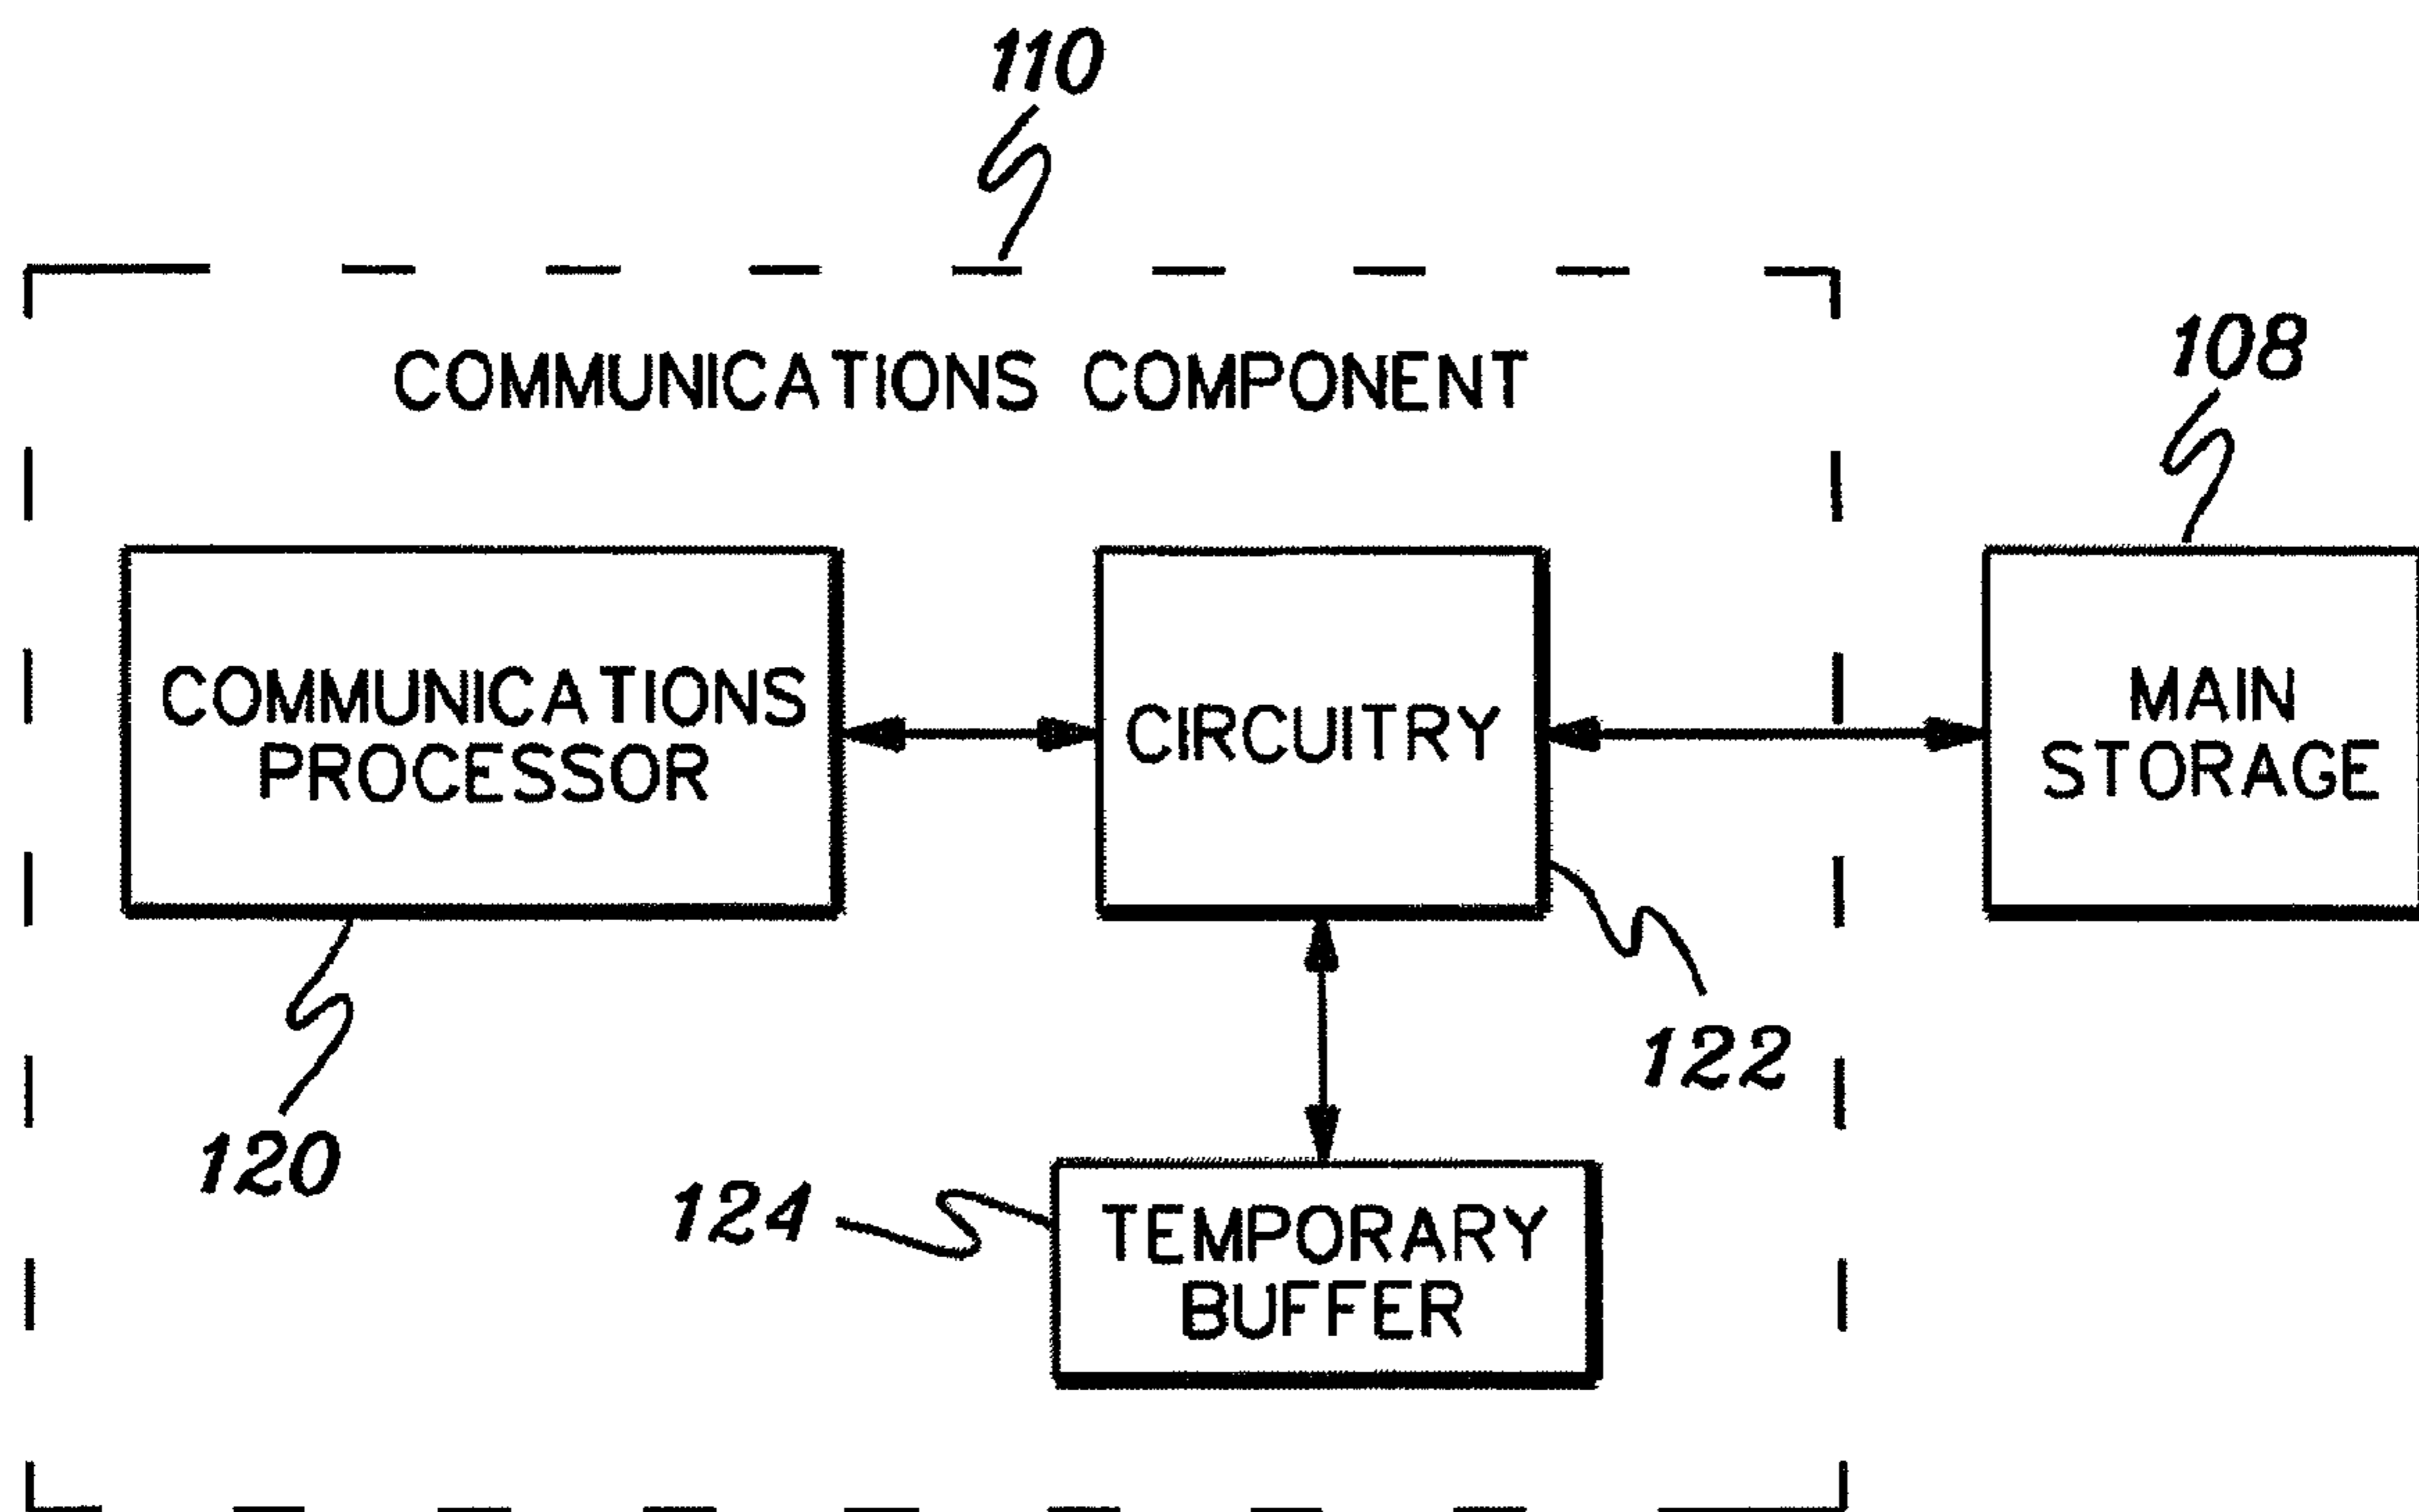 110
COMMUNICATIONS COMPONENT
108
COMMUNICATIONS
PROCESSOR
CIRCUITRY
MAIN
STORAGE
122
120
124
TEMPORARY
BUFFER